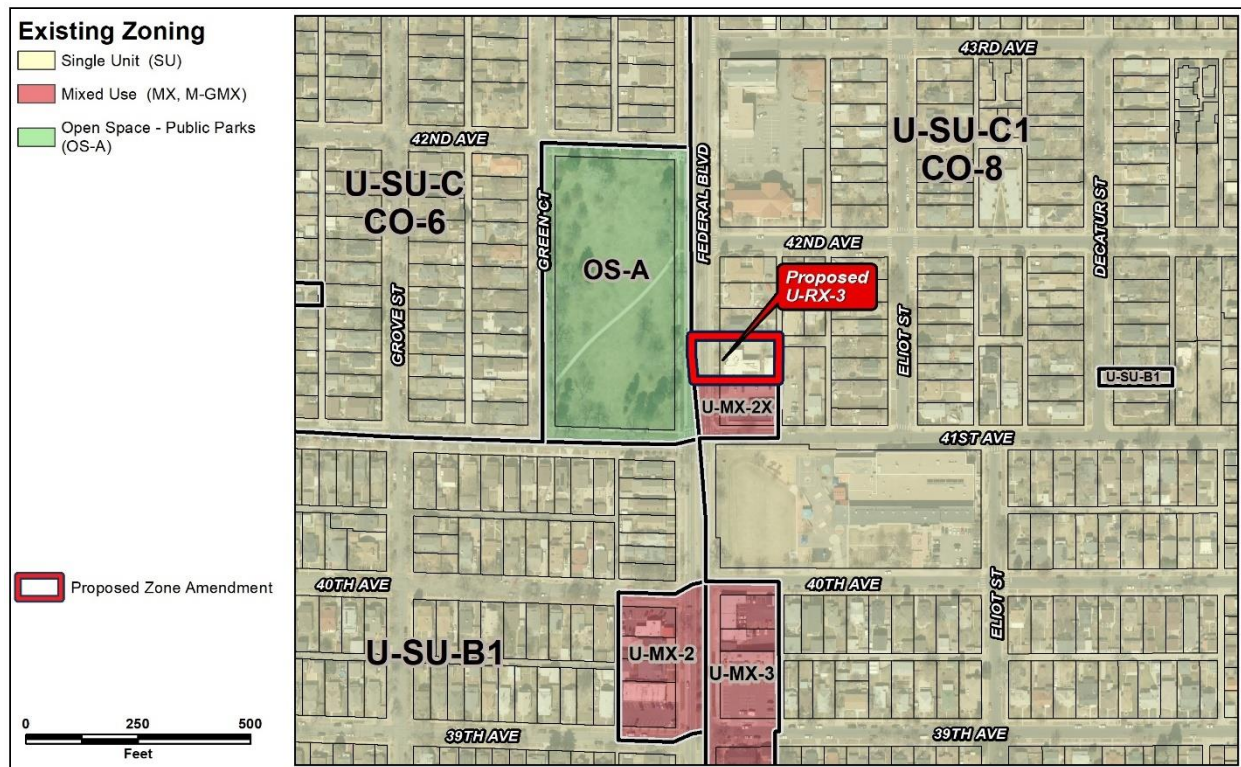 Existing Zoning
Single Unit (SU)
Mixed Use (MX, M-GMX)
Open Space - Public Parks
(OS-A)
Proposed Zone Amendment
0 250 500
Feet
43RD AVE
42ND AVE
U-SU-C
CO-6
U-SU-C1
CO-8
GREEN CT
FEDERAL BLVD
DECATUR ST
42ND AVE
OS-A
Proposed
U-RX-3
GROVE ST
ELIOT ST
U-SU-B1
U-MX-2X
41ST AVE
40TH AVE
40TH AVE
ELIOT ST
U-SU-B1
U-MX-2
U-MX-3
39TH AVE
39TH AVE